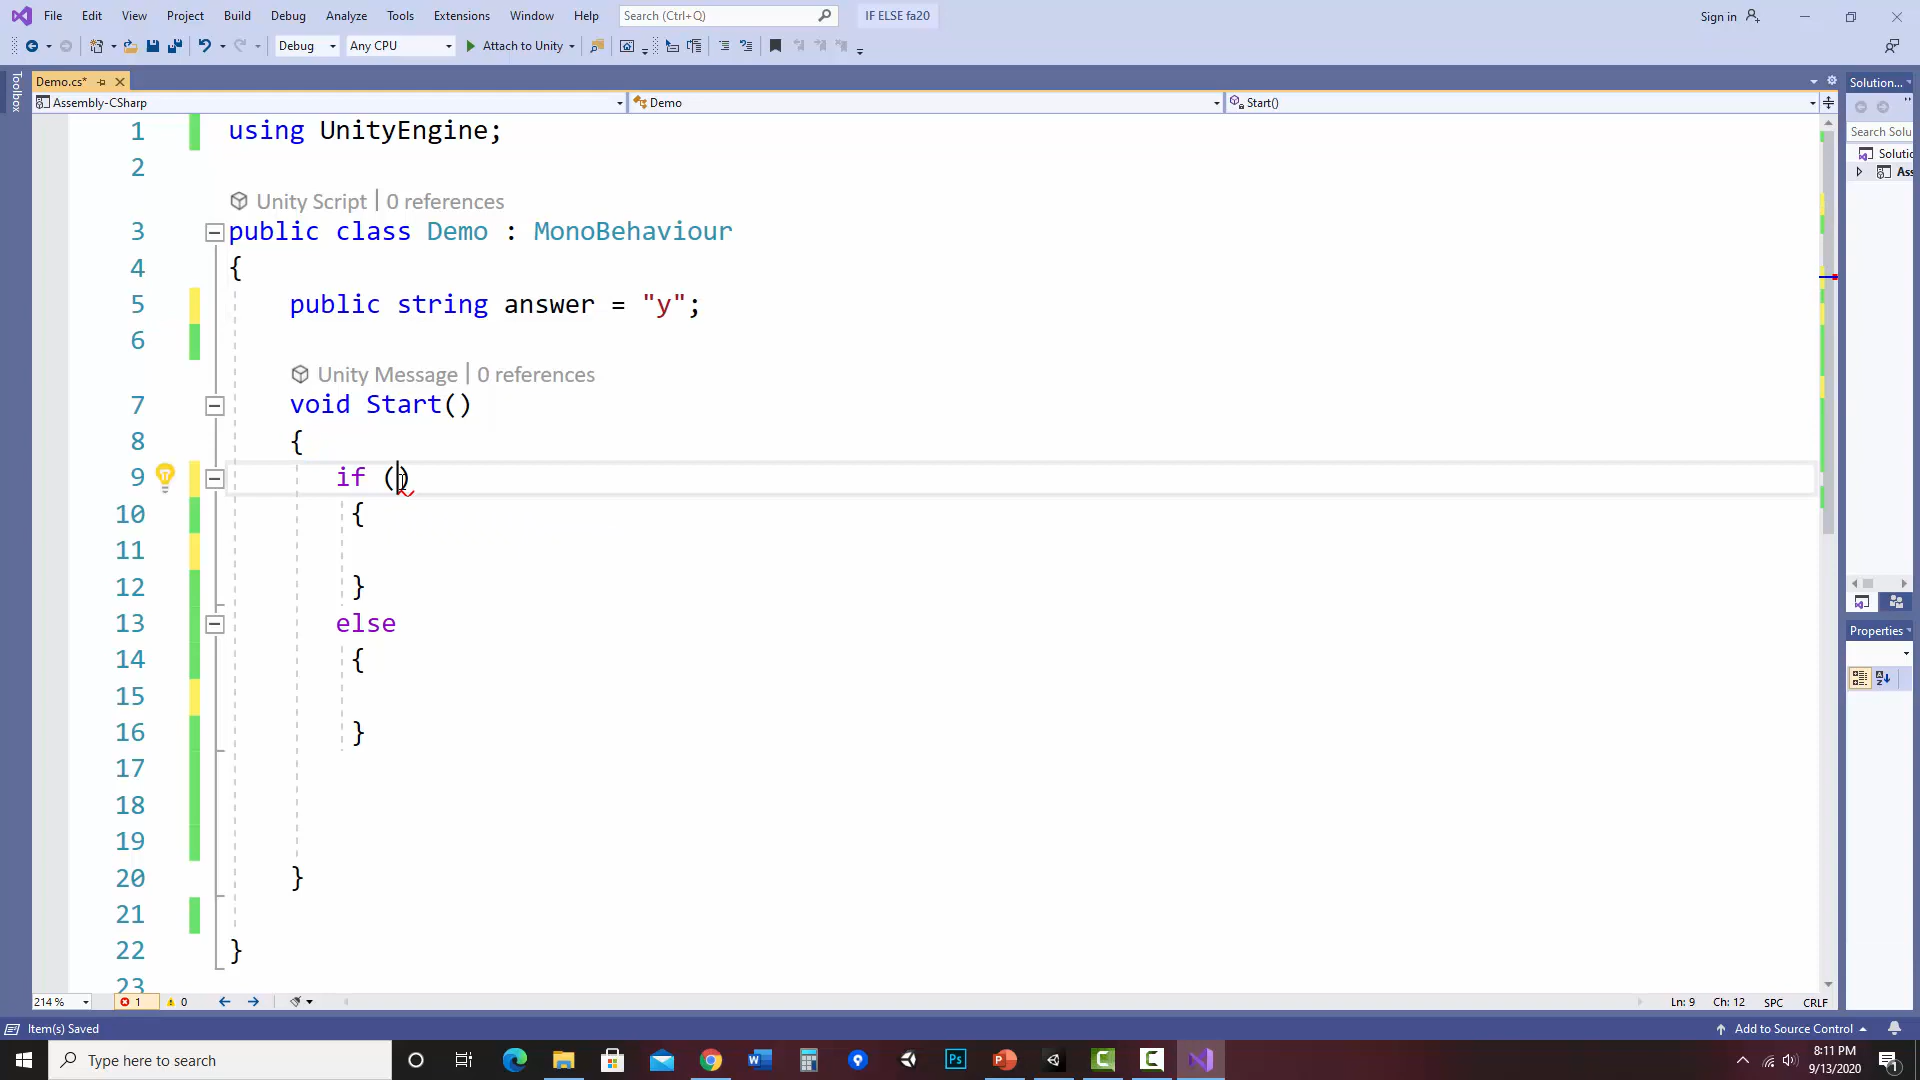 File Edit View Project Build Debug Analyze Tools Extensions Window Help Search (Ctrl+Q) IF ELSE fa20 Sign in
Debug Any CPU Attach to Unity
Toolbox
Demo.cs* Solution...
Assembly-CSharp Demo Start()
Search Solu
Solutio
Ass
1 using UnityEngine;
2
Unity Script | 0 references
3 public class Demo : MonoBehaviour
4 {
5 public string answer = "y";
6
Unity Message | 0 references
7 void Start()
8 {
9 if ()
10 {
11
12 }
13 else
14 {
15
16 }
17
18
19
20 }
21
22 }
23
Properties
214 % 1 0 Ln: 9 Ch: 12 SPC CRLF
Item(s) Saved Add to Source Control
Type here to search
8:11 PM
9/13/2020